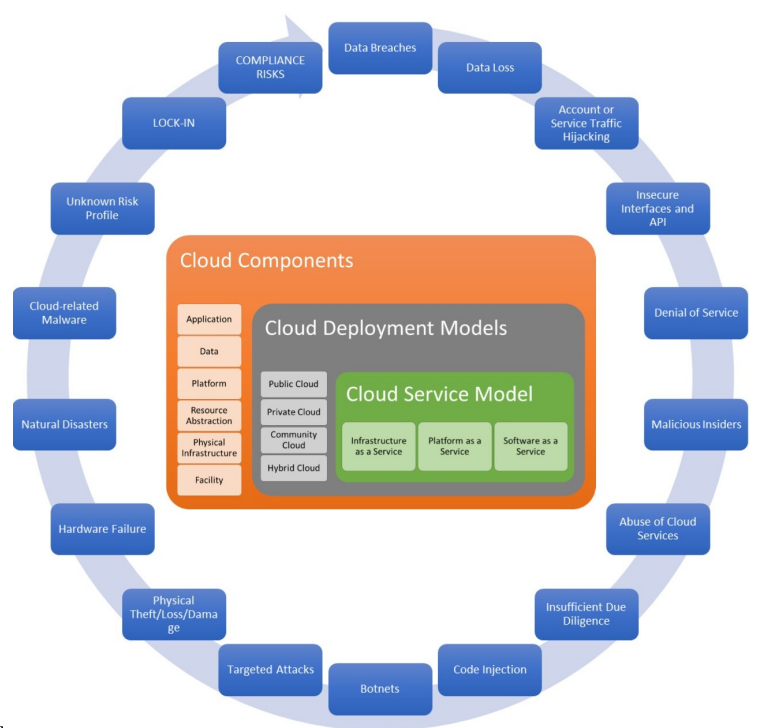 Data Breaches
Data Loss
Account or
Service Traffic
Hijacking
Insecure
Interfaces and
API
Denial of Service
Malicious Insiders
Abuse of Cloud
Services
Insufficient Due
Diligence
Code Injection
Botnets
Targeted Attacks
Physical
Theft/Loss/Dama
ge
Hardware Failure
Natural Disasters
Cloud-related
Malware
Unknown Risk
Profile
LOCK-IN
COMPLIANCE
RISKS
Cloud Components
Application
Data
Platform
Resource
Abstraction
Physical
Infrastructure
Facility
Cloud Deployment Models
Public Cloud
Private Cloud
Community
Cloud
Hybrid Cloud
Cloud Service Model
Infrastructure
as a Service
Platform as a
Service
Software as a
Service